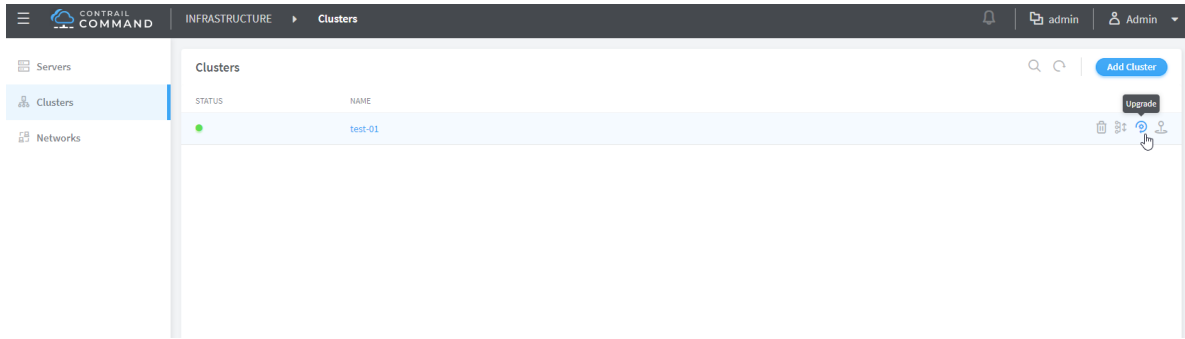 CONTRAIL
COMMAND
INFRASTRUCTURE
Clusters
admin
Admin
Servers
Clusters
Networks
Clusters
Add Cluster
STATUS NAME
Upgrade
test-01